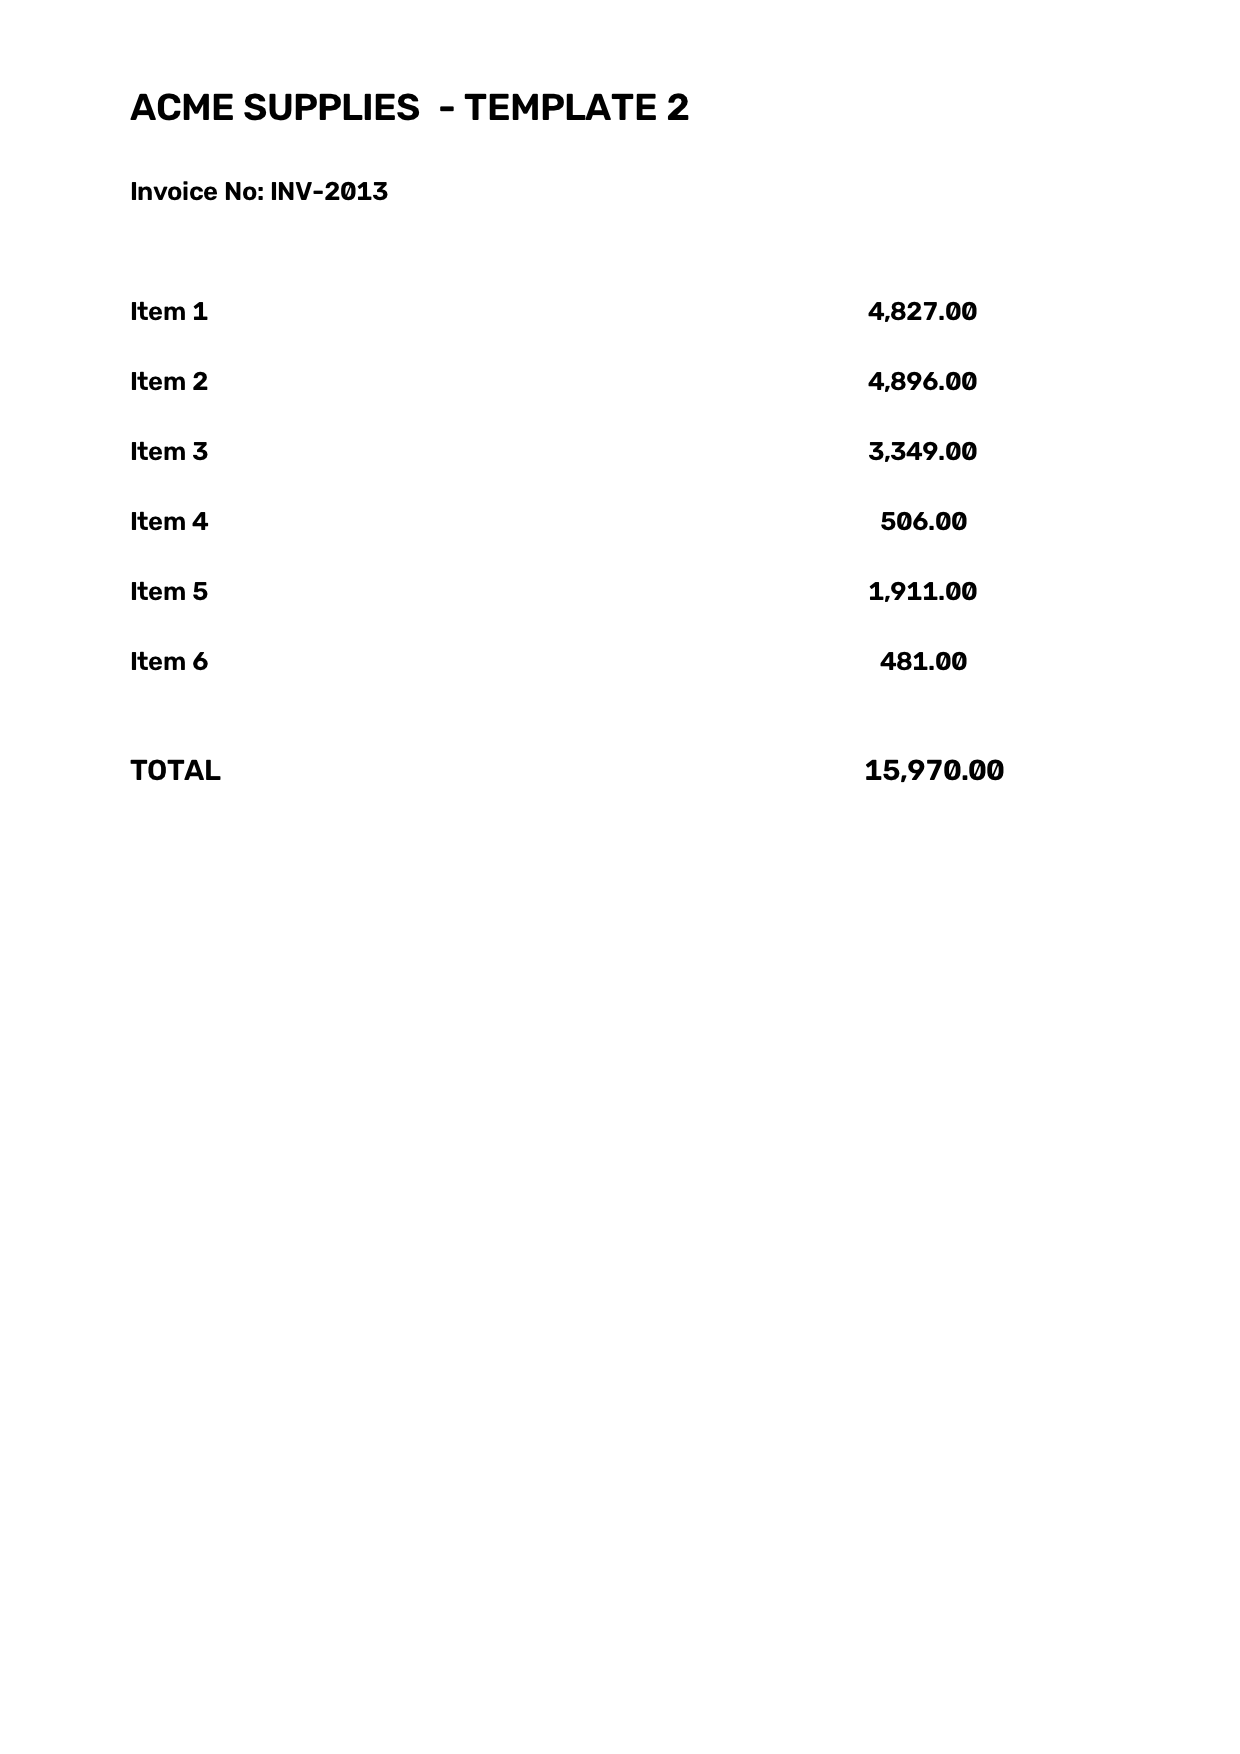 ACME SUPPLIES  - TEMPLATE 2
Invoice No: INV-2013
Item 1 4,827.00
Item 2 4,896.00
Item 3 3,349.00
Item 4 506.00
Item 5 1,911.00
Item 6 481.00
TOTAL 15,970.00